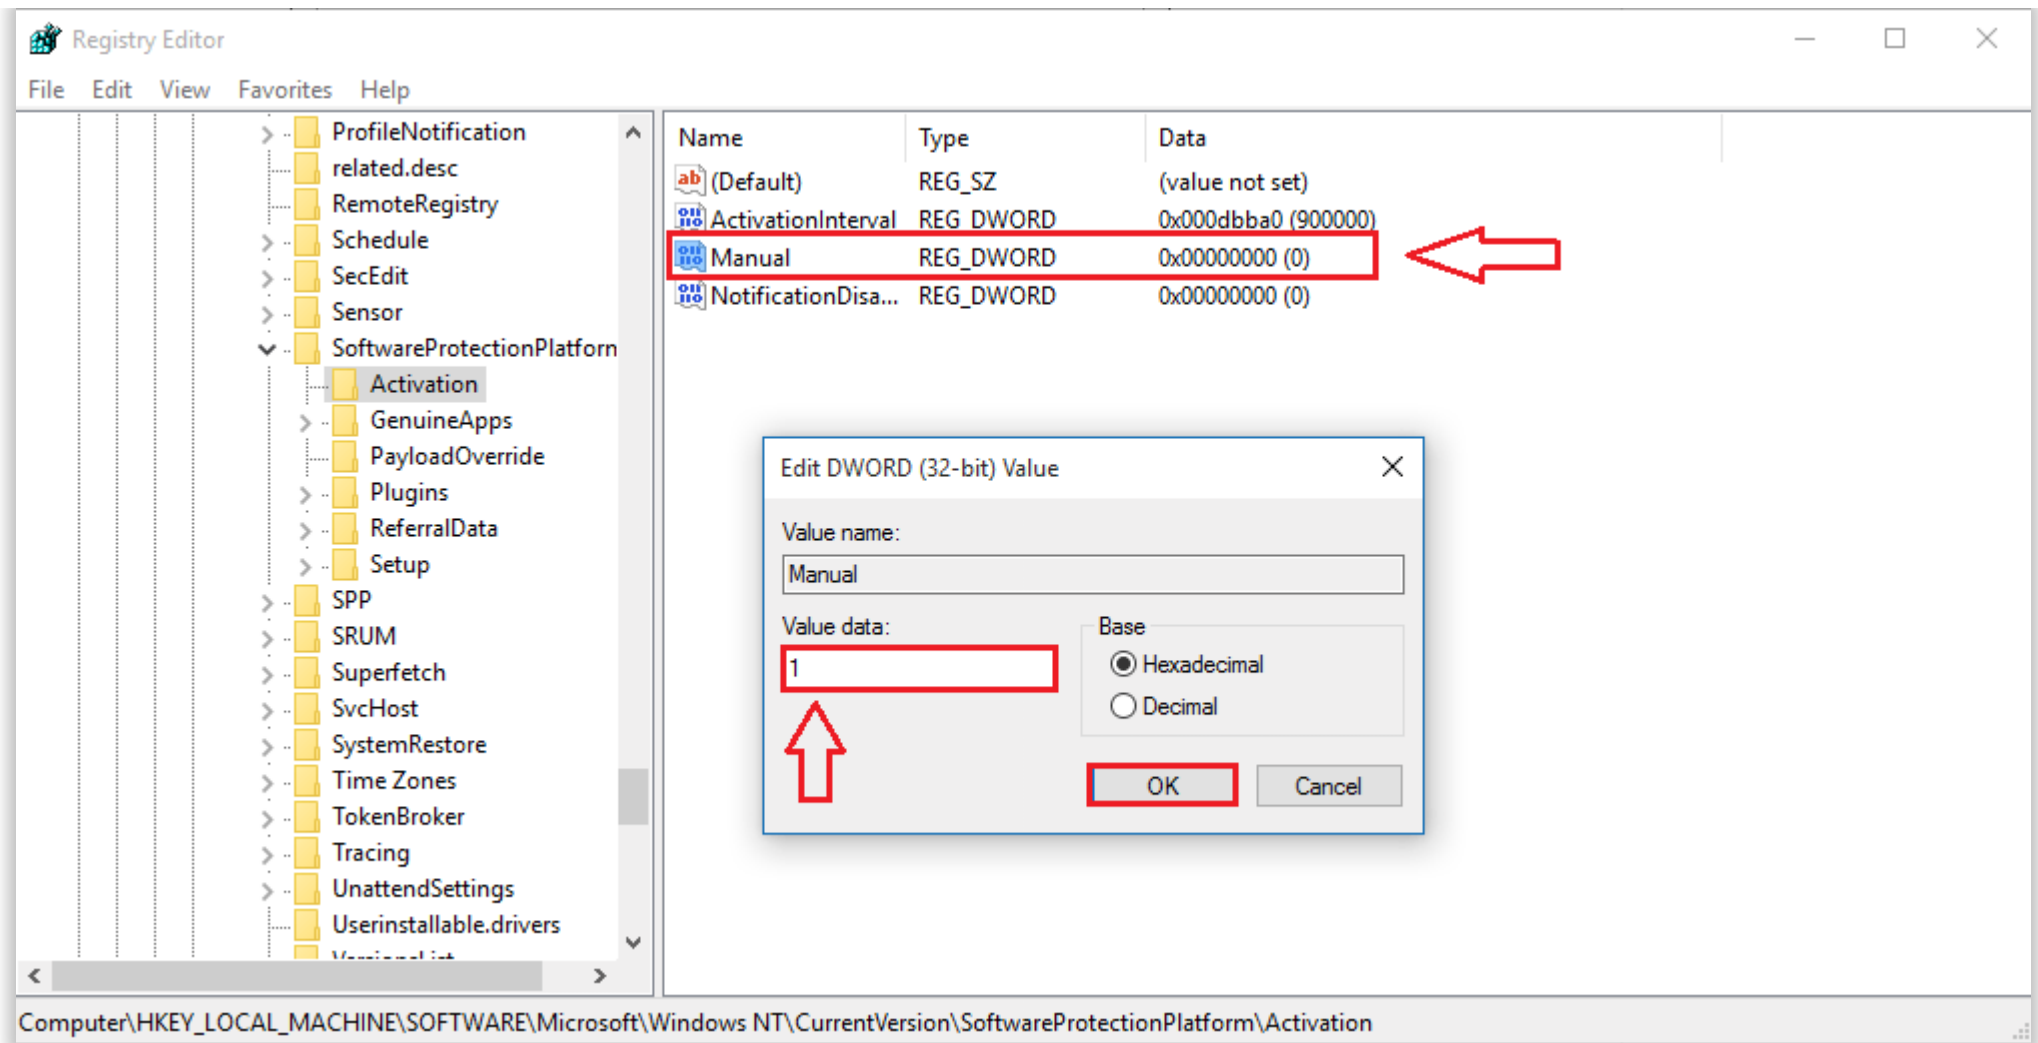 Registry Editor
File Edit View Favorites Help
ProfileNotification
related.desc
RemoteRegistry
Schedule
SecEdit
Sensor
SoftwareProtectionPlatforn
Activation
GenuineApps
PayloadOverride
Plugins
ReferralData
Setup
SPP
SRUM
Superfetch
SvcHost
SystemRestore
Time Zones
TokenBroker
Tracing
UnattendSettings
Userinstallable.drivers
Name Type Data
(Default) REG_SZ (value not set)
ActivationInterval REG_DWORD 0x000dbba0 (900000)
Manual REG_DWORD 0x00000000 (0)
NotificationDisa... REG_DWORD 0x00000000 (0)
Edit DWORD (32-bit) Value
Value name:
Manual
Value data:
1
Base
Hexadecimal
Decimal
OK Cancel
Computer\HKEY_LOCAL_MACHINE\SOFTWARE\Microsoft\Windows NT\CurrentVersion\SoftwareProtectionPlatform\Activation